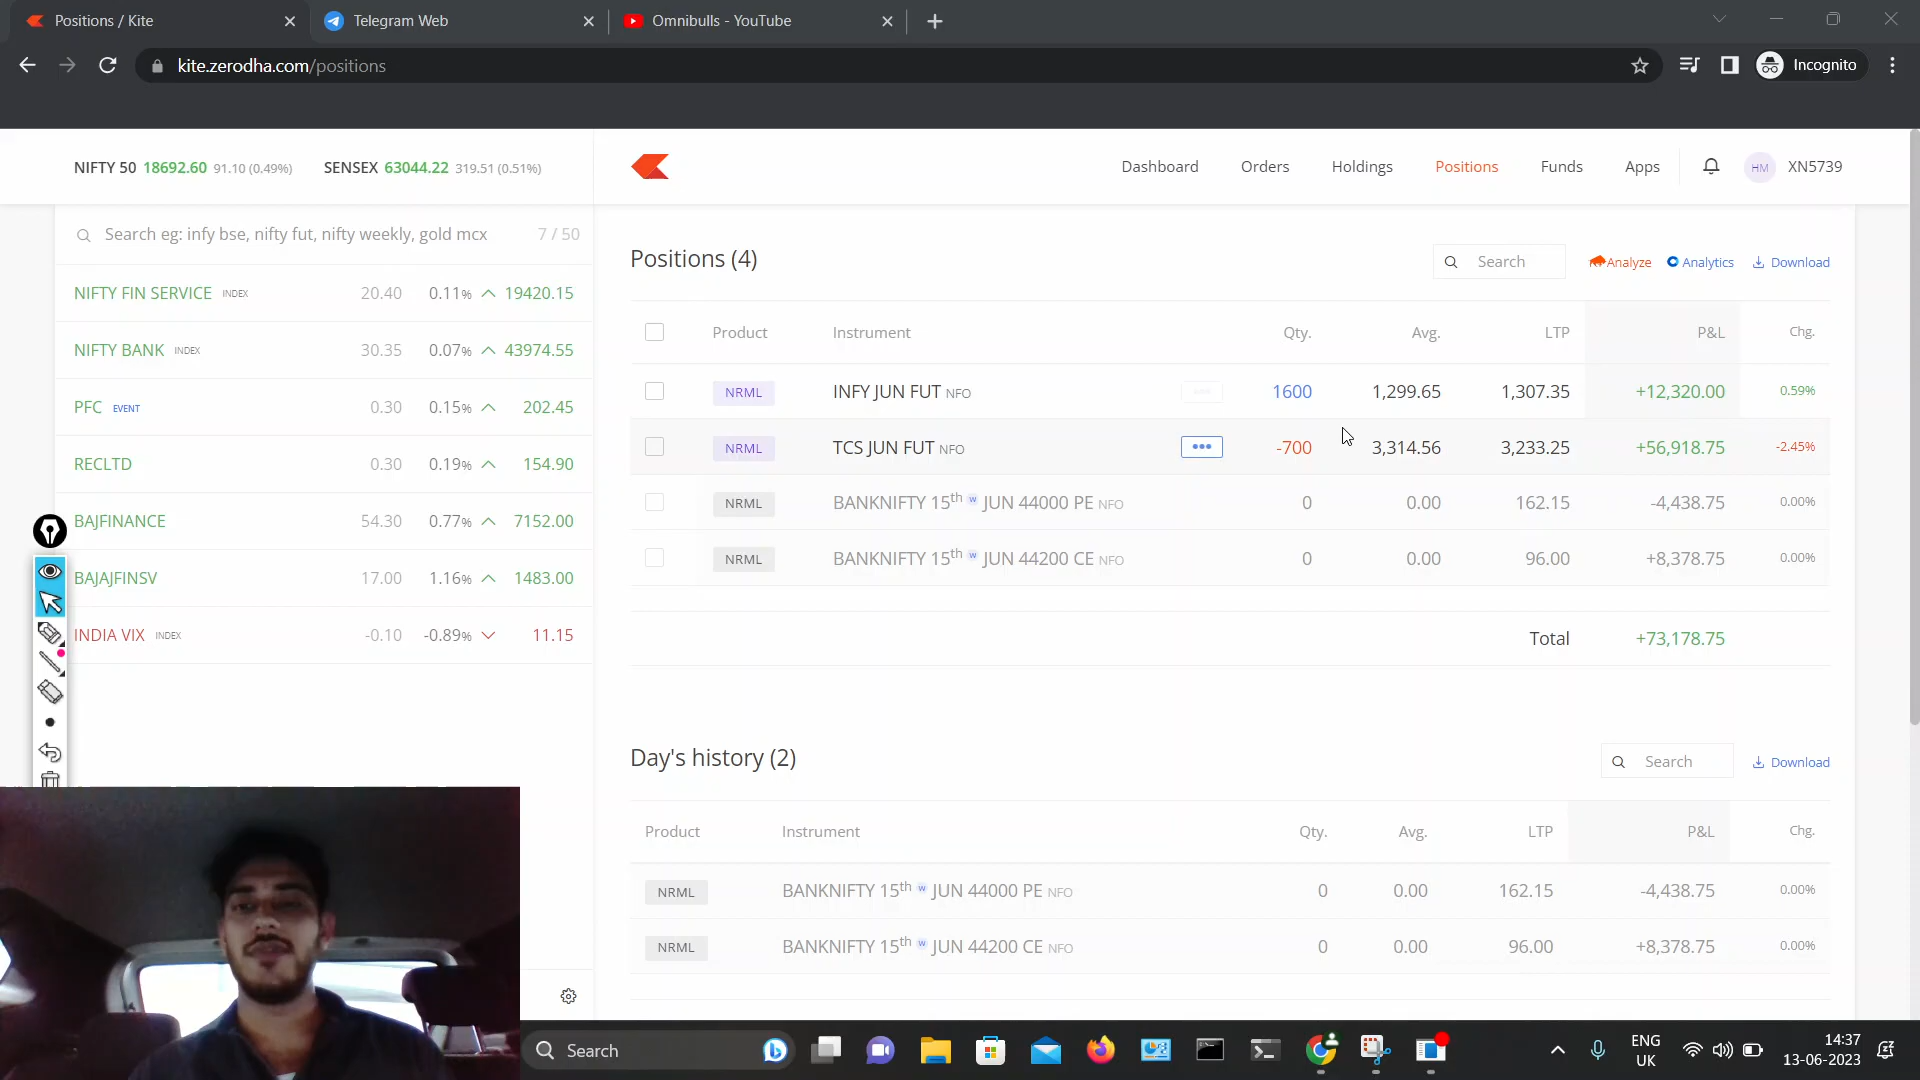 Positions / Kite
Telegram Web
Omnibulls - YouTube
kite.zerodha.com/positions
Incognito
NIFTY 50 18692.60 91.10 (0.49%) SENSEX 63044.22 319.51 (0.51%)
Dashboard Orders Holdings Positions Funds Apps HM XN5739
Search eg: infy bse, nifty fut, nifty weekly, gold mcx 7 / 50
NIFTY FIN SERVICE INDEX 20.40 0.11% 19420.15
NIFTY BANK INDEX 30.35 0.07% 43974.55
PFC EVENT 0.30 0.15% 202.45
RECLTD 0.30 0.19% 154.90
BAJFINANCE 54.30 0.77% 7152.00
BAJAJFINSV 17.00 1.16% 1483.00
INDIA VIX INDEX -0.10 -0.89% 11.15
Positions (4) Search Analyze Analytics Download
Product Instrument Qty. Avg. LTP P&L Chg.
NRML INFY JUN FUT NFO 1600 1,299.65 1,307.35 +12,320.00 0.59%
NRML TCS JUN FUT NFO -700 3,314.56 3,233.25 +56,918.75 -2.45%
NRML BANKNIFTY 15th w JUN 44000 PE NFO 0 0.00 162.15 -4,438.75 0.00%
NRML BANKNIFTY 15th w JUN 44200 CE NFO 0 0.00 96.00 +8,378.75 0.00%
Total +73,178.75
Day's history (2) Search Download
Product Instrument Qty. Avg. LTP P&L Chg.
NRML BANKNIFTY 15th w JUN 44000 PE NFO 0 0.00 162.15 -4,438.75 0.00%
NRML BANKNIFTY 15th w JUN 44200 CE NFO 0 0.00 96.00 +8,378.75 0.00%
Search
ENG
UK
14:37
13-06-2023